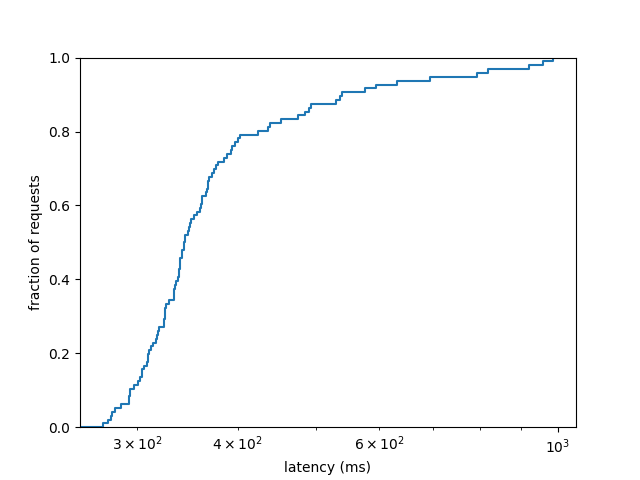 1.0
0.8
0.6
0.4
0.2
0.0
fraction of requests
3 × 10² 4 × 10² 6 × 10² 10³
latency (ms)